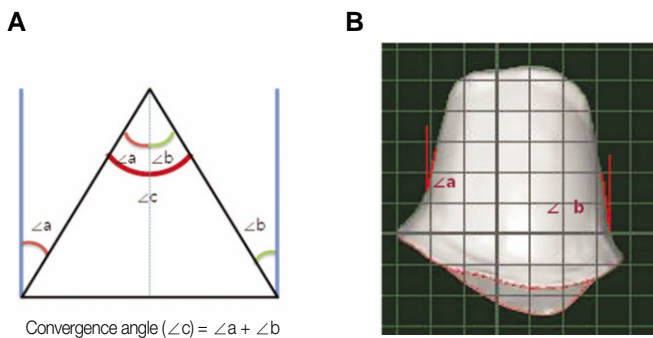 A
B
∠a ∠b
∠c
∠a
∠b
∠a
∠ b
Convergence angle (∠c) = ∠a + ∠b